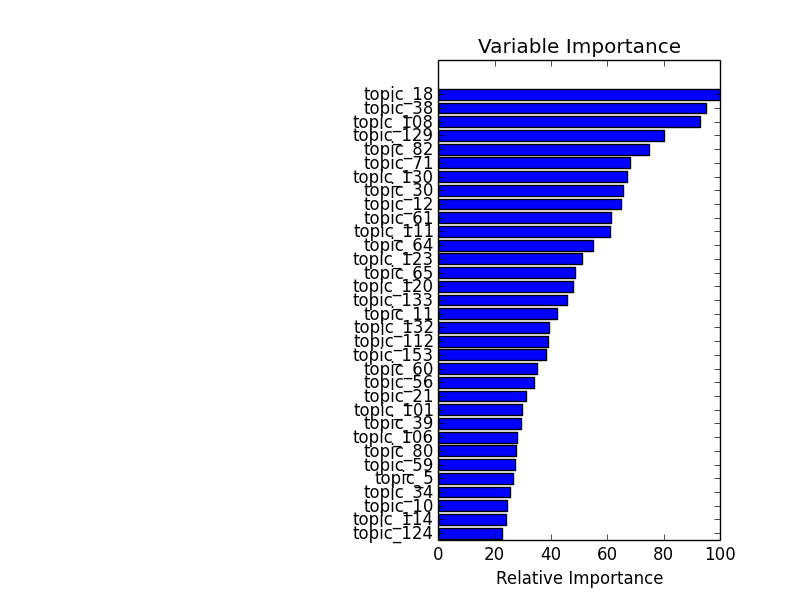 Variable Importance
topic_18
topic_38
topic_108
topic_129
topic_82
topic_71
topic_130
topic_30
topic_12
topic_61
topic_111
topic_64
topic_123
topic_65
topic_120
topic_133
topic_11
topic_132
topic_112
topic_153
topic_60
topic_56
topic_21
topic_101
topic_39
topic_106
topic_80
topic_59
topic_5
topic_34
topic_10
topic_114
topic_124
0 20 40 60 80 100
Relative Importance